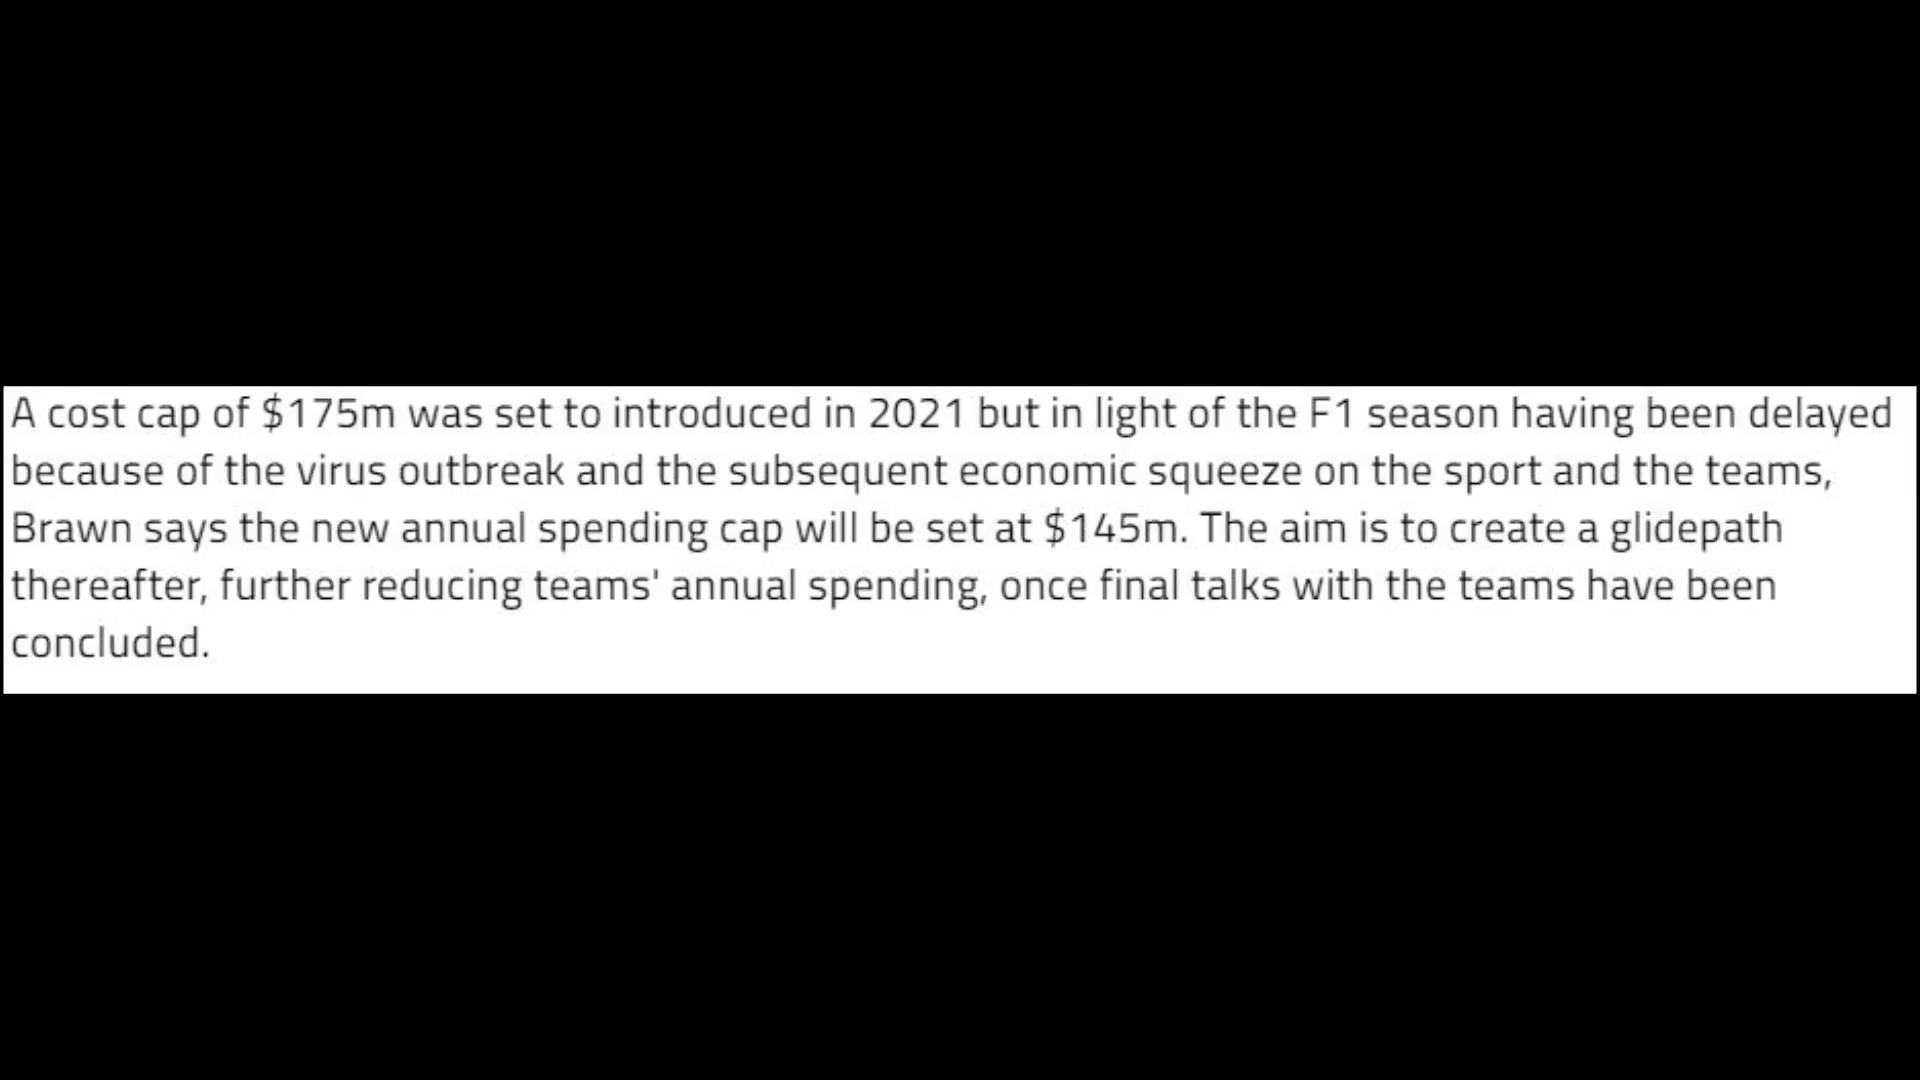 A cost cap of $175m was set to introduced in 2021 but in light of the F1 season having been delayed
because of the virus outbreak and the subsequent economic squeeze on the sport and the teams,
Brawn says the new annual spending cap will be set at $145m. The aim is to create a glidepath
thereafter, further reducing teams' annual spending, once final talks with the teams have been
concluded.